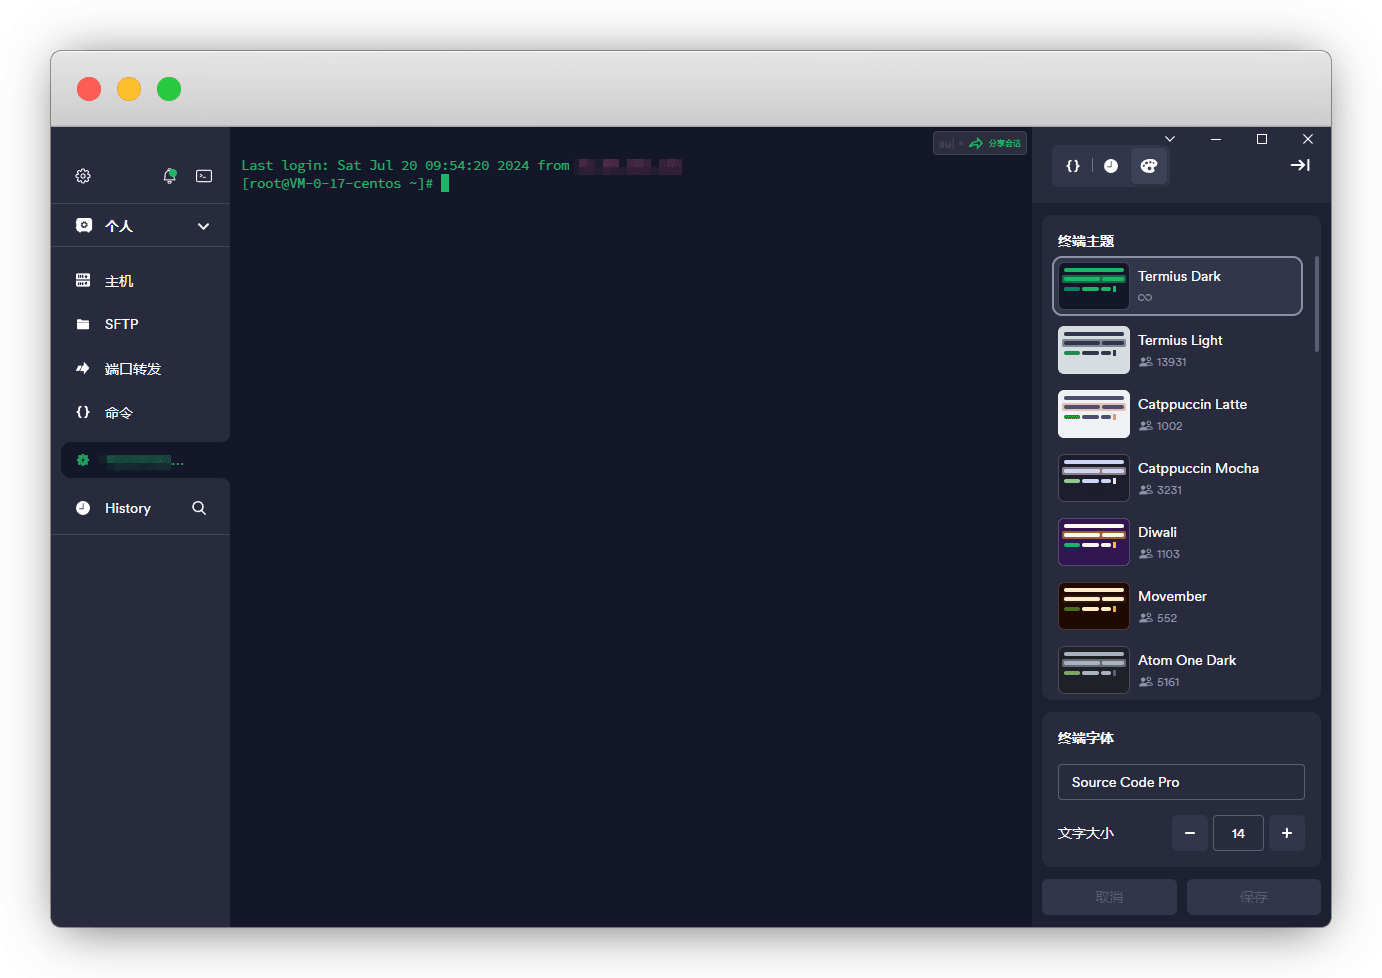 分享会话
Last login: Sat Jul 20 09:54:20 2024 from
[root@VM-0-17-centos ~]#
个人
主机
SFTP
端口转发
命令
...
History
终端主题
Termius Dark
∞
Termius Light
13931
Catppuccin Latte
1002
Catppuccin Mocha
3231
Diwali
1103
Movember
552
Atom One Dark
5161
终端字体
Source Code Pro
文字大小
14
取消
保存